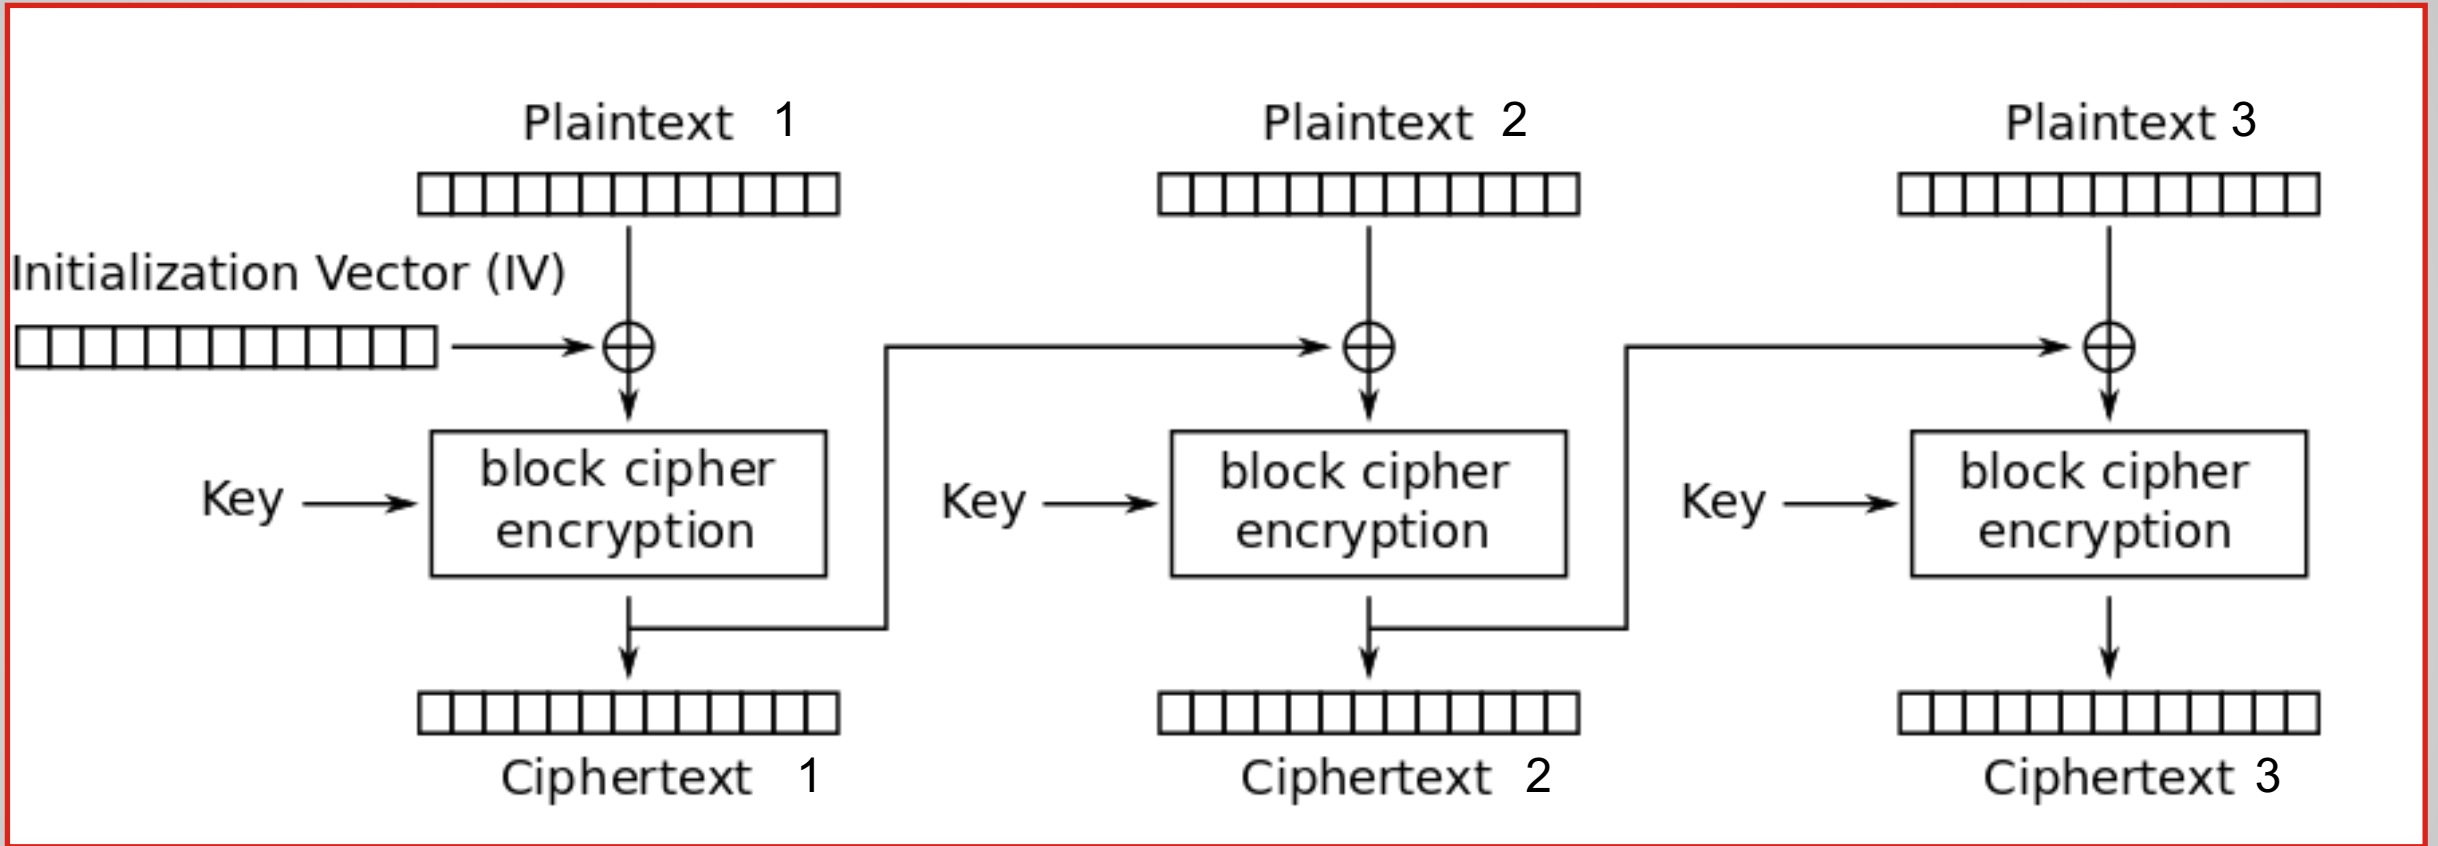 Plaintext 1
Plaintext 2
Plaintext 3
Initialization Vector (IV)
Key
block cipher
encryption
Key
block cipher
encryption
Key
block cipher
encryption
Ciphertext 1
Ciphertext 2
Ciphertext 3